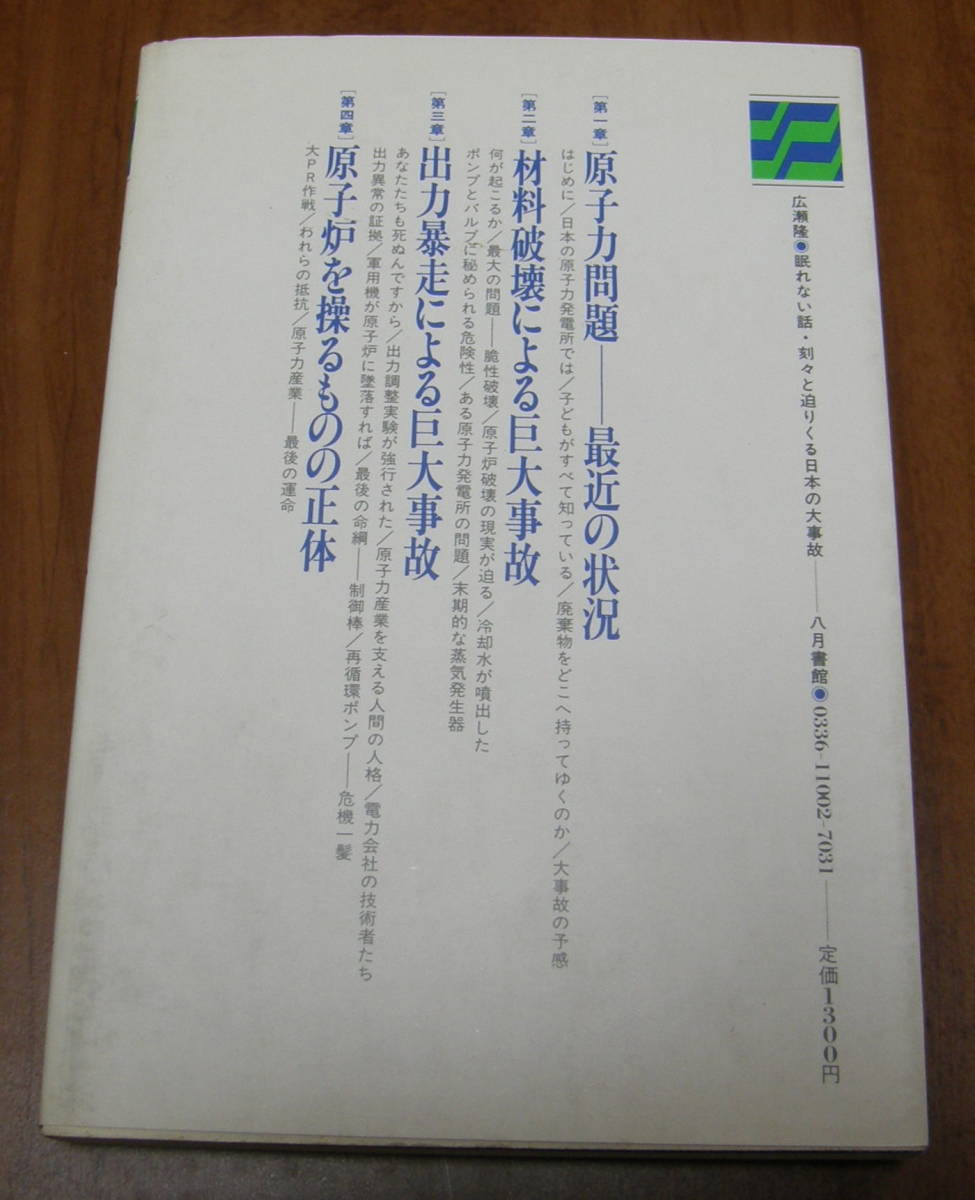 広瀬隆◉眠れない話・刻々と迫りくる日本の大事故――八月書館◉0336-11002-7031――定価1300円
[第一章]原子力問題――最近の状況
はじめに/日本の原子力発電所では/子どもがすべて知っている/廃棄物をどこへ持ってゆくのか/大事故の予感
[第二章]材料破壊による巨大事故
何が起こるか/最大の問題――脆性破壊/原子炉破壊の現実が迫る/冷却水が噴出した
ポンプとバルブに秘められる危険性/ある原子力発電所の問題/末期的な蒸気発生器
[第三章]出力暴走による巨大事故
あなたたちも死ぬんですから/出力調整実験が強行された/原子力産業を支える人間の人格/電力会社の技術者たち
出力異常の証拠/軍用機が原子炉に墜落すれば/最後の命綱――制御棒/再循環ポンプ――危機一髪
[第四章]原子炉を操るものの正体
大PR作戦/われらの抵抗/原子力産業――最後の運命